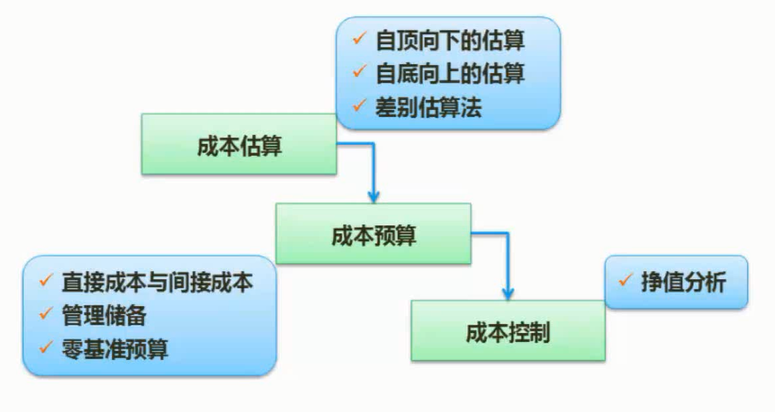 自顶向下的估算
自底向上的估算
差别估算法
成本估算
成本预算
直接成本与间接成本
管理储备
零基准预算
挣值分析
成本控制